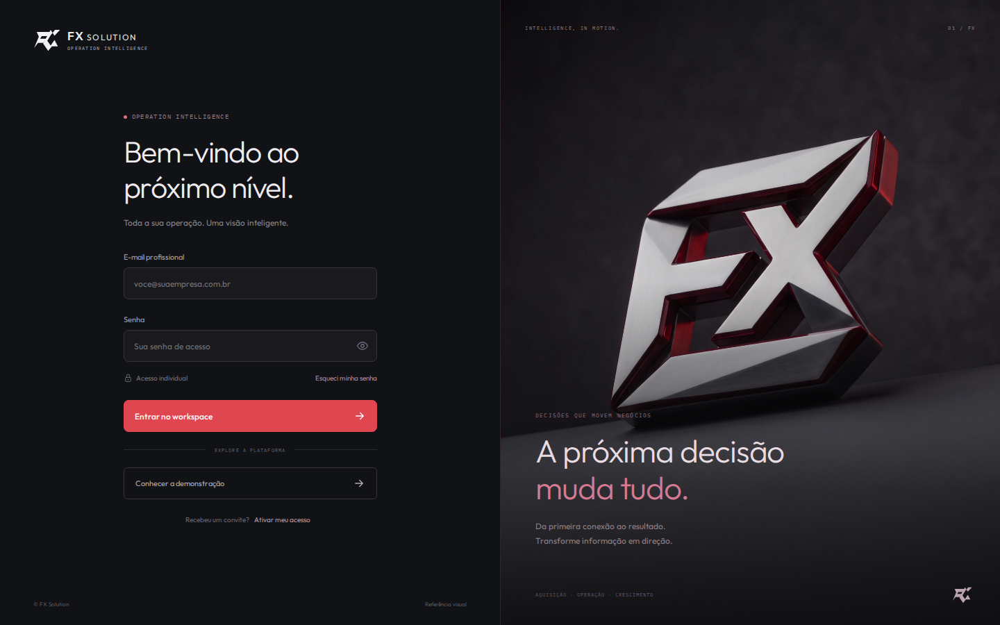 FX SOLUTION
OPERATION INTELLIGENCE
OPERATION INTELLIGENCE
Bem-vindo ao
próximo nível.
Toda a sua operação. Uma visão inteligente.
E-mail profissional
voce@suaempresa.com.br
Senha
Sua senha de acesso
Acesso individual
Esqueci minha senha
Entrar no workspace
EXPLORE A PLATAFORMA
Conhecer a demonstração
Recebeu um convite? Ativar meu acesso
© FX Solution
Referência visual
INTELLIGENCE, IN MOTION.
01 / FX
FX
DECISÕES QUE MOVEM NEGÓCIOS
A próxima decisão
muda tudo.
Da primeira conexão ao resultado.
Transforme informação em direção.
AQUISIÇÃO · OPERAÇÃO · CRESCIMENTO